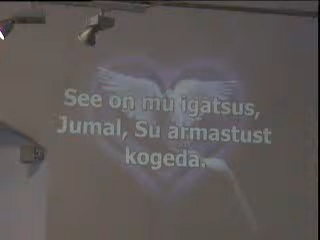 See on mu igatsus,
Jumal, Su armastust
kogeda.